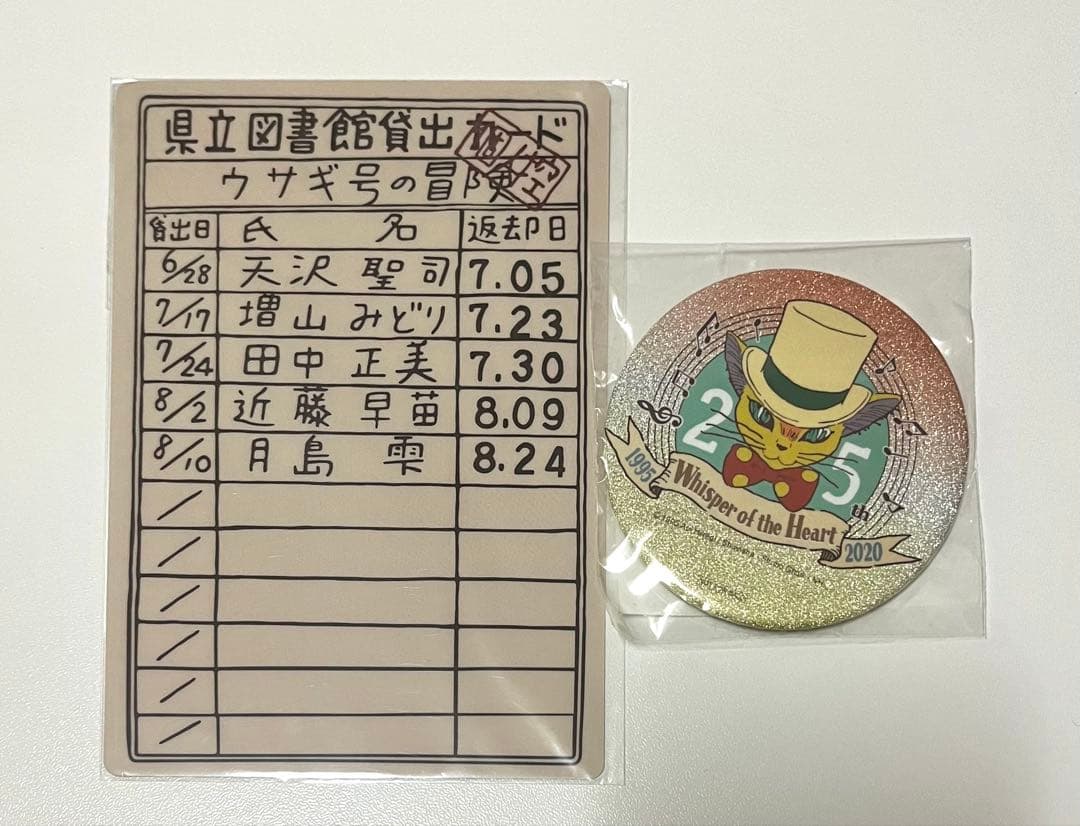 県立図書館貸出カード
ウサギ号の冒険
貸出日 氏 名 返却日
6/28 天沢 聖司 7.05
7/17 増山 みどり 7.23
7/24 田中 正美 7.30
8/2 近藤 早苗 8.09
8/10 月島 雫 8.24
/
/
/
/
/
/
25th
1995 Whisper of the Heart 2020